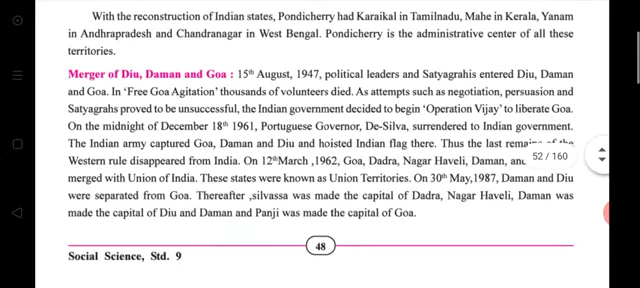 With the reconstruction of Indian states, Pondicherry had Karaikal in Tamilnadu, Mahe in Kerala, Yanam
in Andhrapradesh and Chandranagar in West Bengal. Pondicherry is the administrative center of all these
territories.
Merger of Diu, Daman and Goa : 15th August, 1947, political leaders and Satyagrahis entered Diu, Daman
and Goa. In 'Free Goa Agitation' thousands of volunteers died. As attempts such as negotiation, persuasion and
Satyagrahs proved to be unsuccessful, the Indian government decided to begin 'Operation Vijay' to liberate Goa.
On the midnight of December 18th 1961, Portuguese Governor, De-Silva, surrendered to Indian government.
The Indian army captured Goa, Daman and Diu and hoisted Indian flag there. Thus the last of the
Western rule disappeared from India. On 12th March ,1962, Goa, Dadra, Nagar Haveli, Daman, 52 / 160
merged with Union of India. These states were known as Union Territories. On 30th May,1987, Daman and Diu
were separated from Goa. Thereafter ,silvassa was made the capital of Dadra, Nagar Haveli, Daman was
made the capital of Diu and Daman and Panji was made the capital of Goa.
48
Social Science, Std. 9